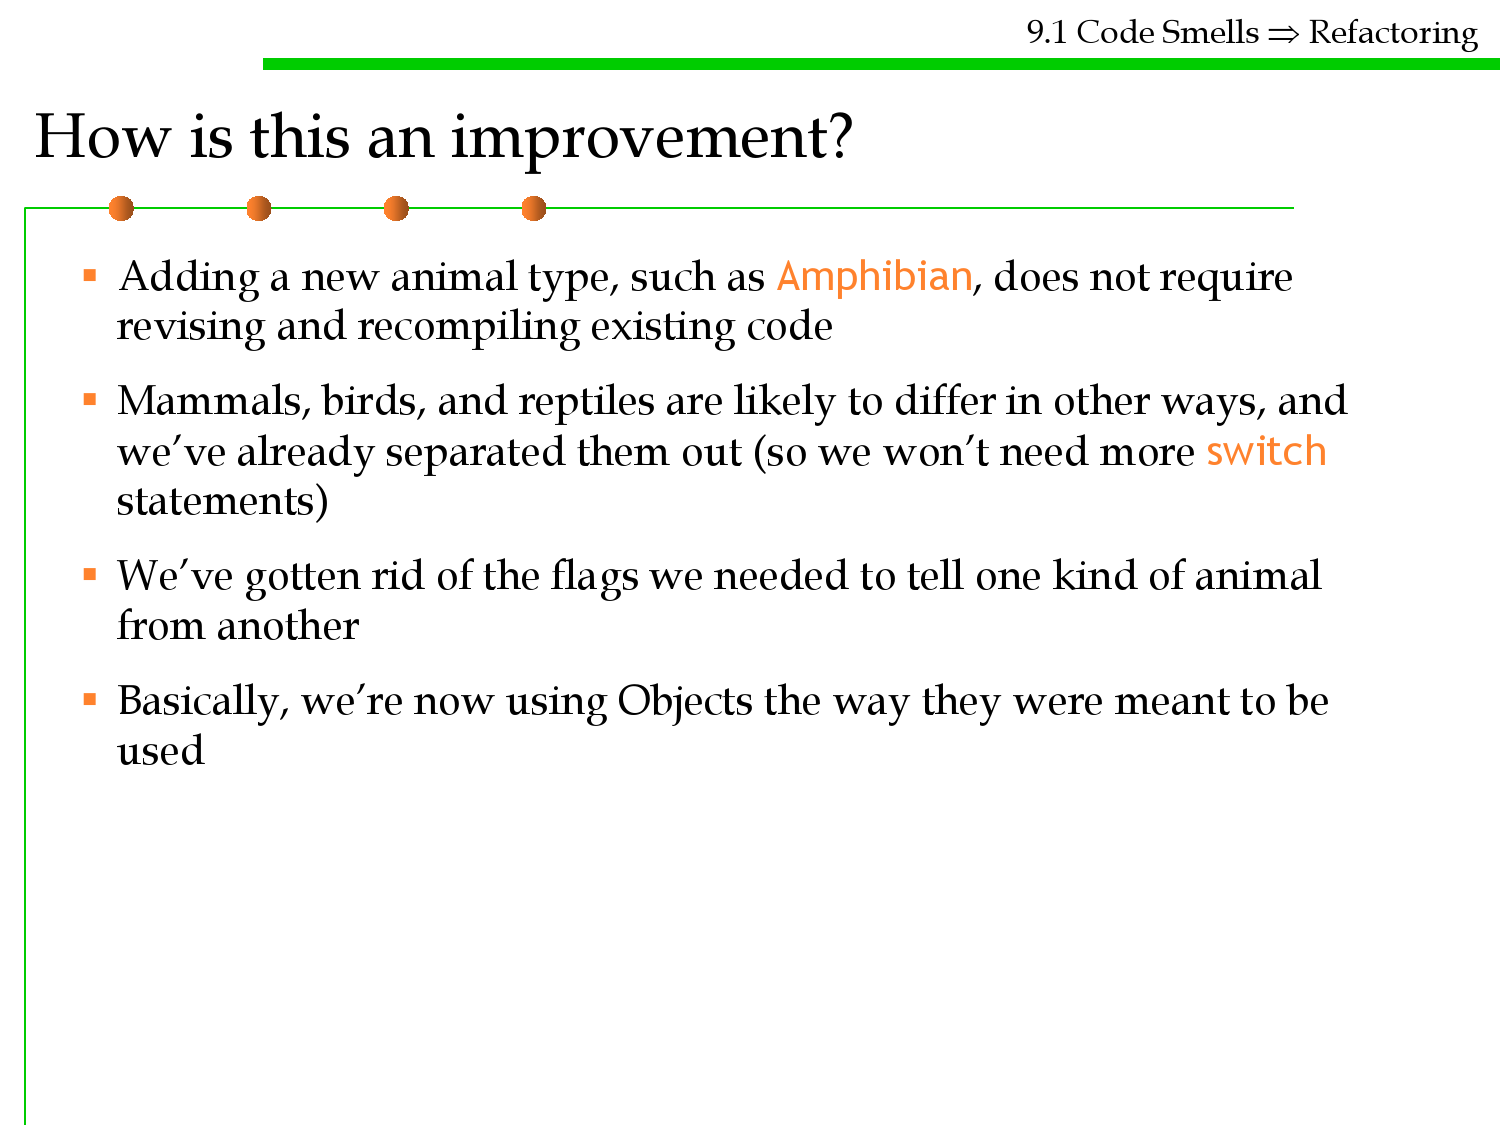 9.1 Code Smells ⇒ Refactoring
How is this an improvement?
▪ Adding a new animal type, such as Amphibian, does not require
revising and recompiling existing code
▪ Mammals, birds, and reptiles are likely to differ in other ways, and
we’ve already separated them out (so we won’t need more switch
statements)
▪ We’ve gotten rid of the flags we needed to tell one kind of animal
from another
▪ Basically, we’re now using Objects the way they were meant to be
used